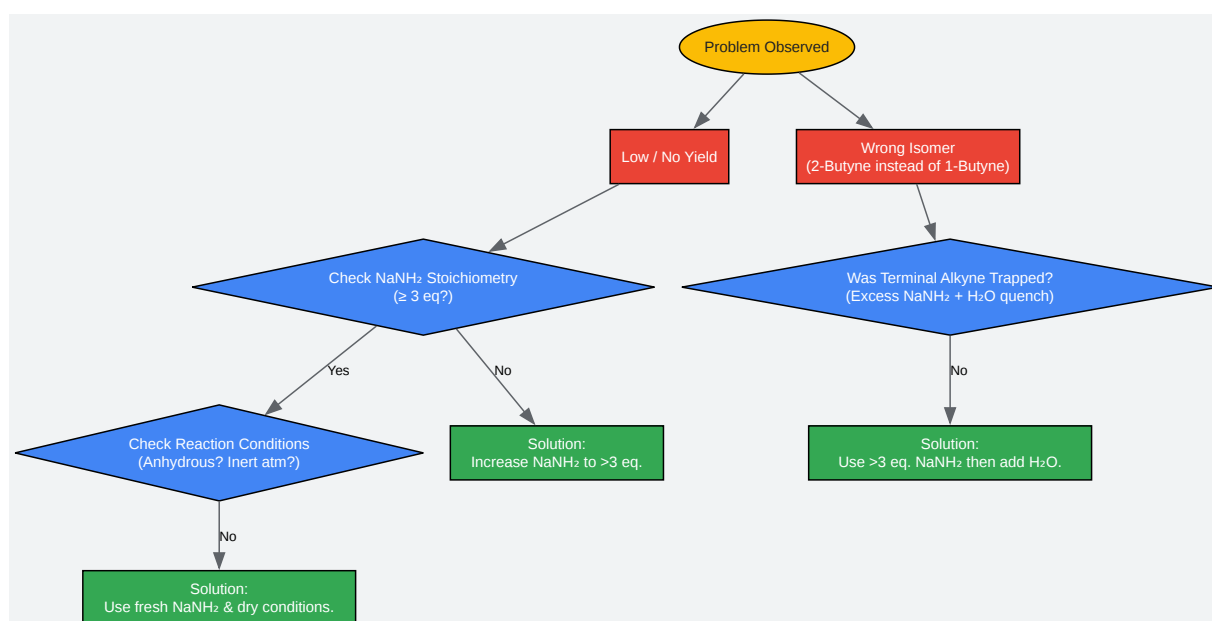 Problem Observed
Low / No Yield
Wrong Isomer
(2-Butyne instead of 1-Butyne)
Check NaNH₂ Stoichiometry
(≥ 3 eq?)
Was Terminal Alkyne Trapped?
(Excess NaNH₂ + H₂O quench)
Yes
No
No
Check Reaction Conditions
(Anhydrous? Inert atm?)
Solution:
Increase NaNH₂ to >3 eq.
Solution:
Use >3 eq. NaNH₂ then add H₂O.
No
Solution:
Use fresh NaNH₂ & dry conditions.